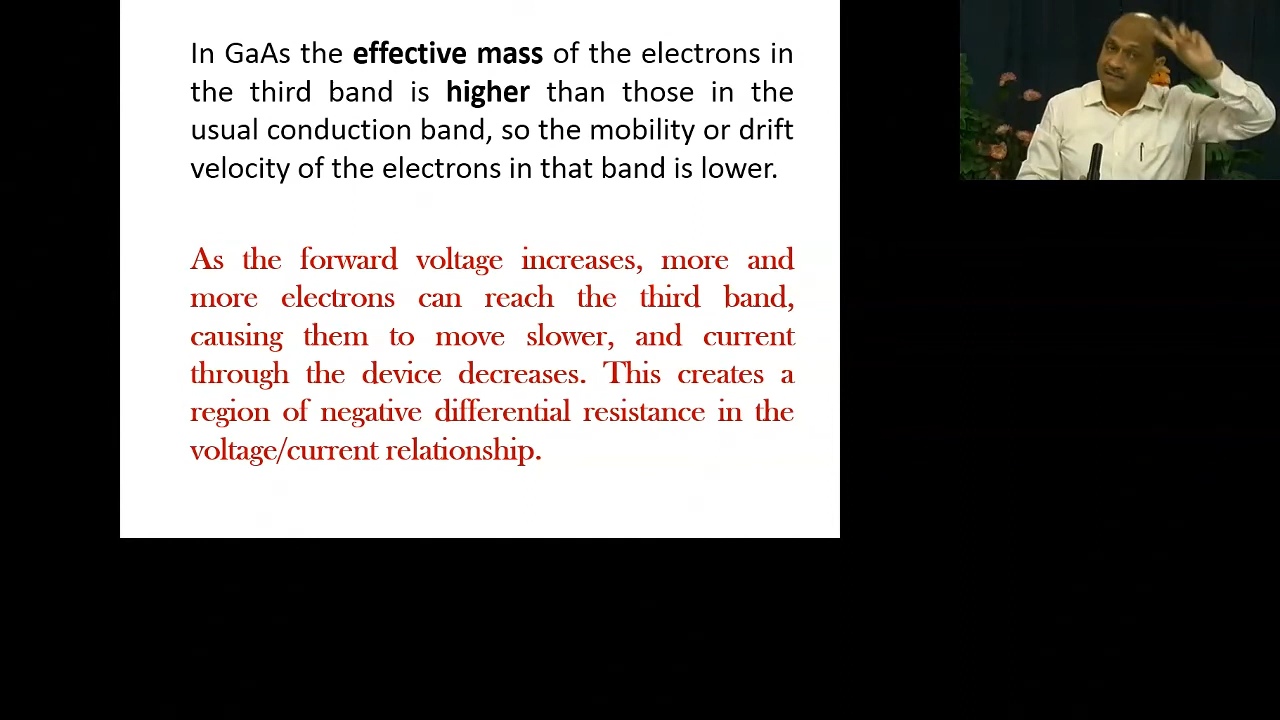 In GaAs the effective mass of the electrons in
the third band is higher than those in the
usual conduction band, so the mobility or drift
velocity of the electrons in that band is lower.
As the forward voltage increases, more and
more electrons can reach the third band,
causing them to move slower, and current
through the device decreases. This creates a
region of negative differential resistance in the
voltage/current relationship.